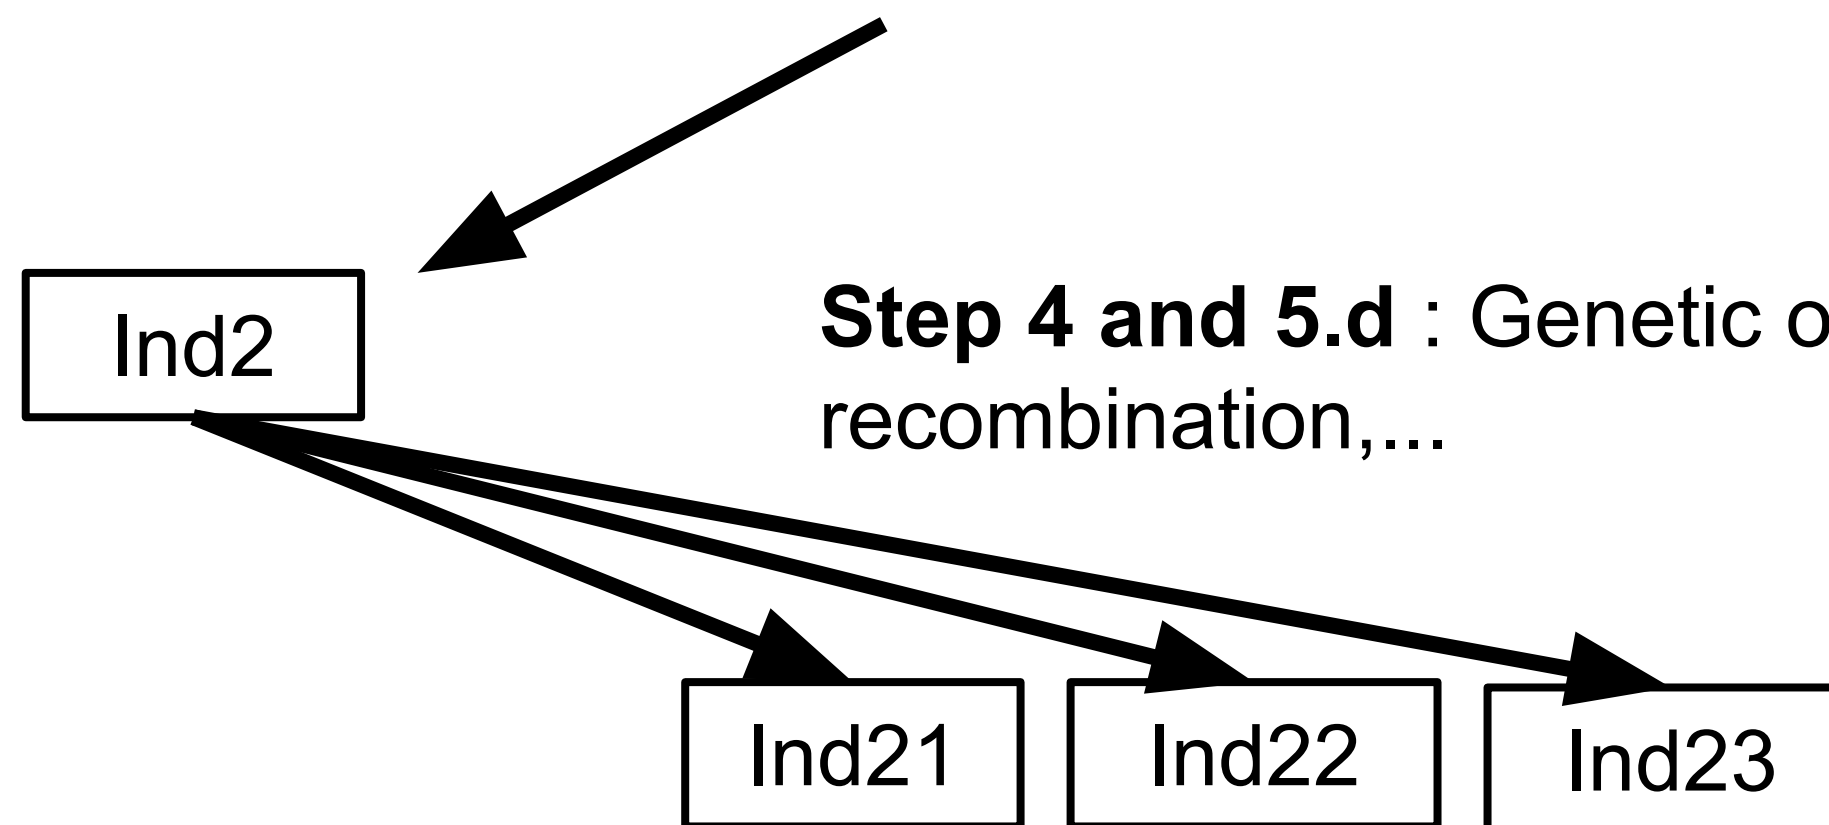 Ind2
Step 4 and 5.d : Genetic
recombination,...
Ind21 Ind22 Ind23